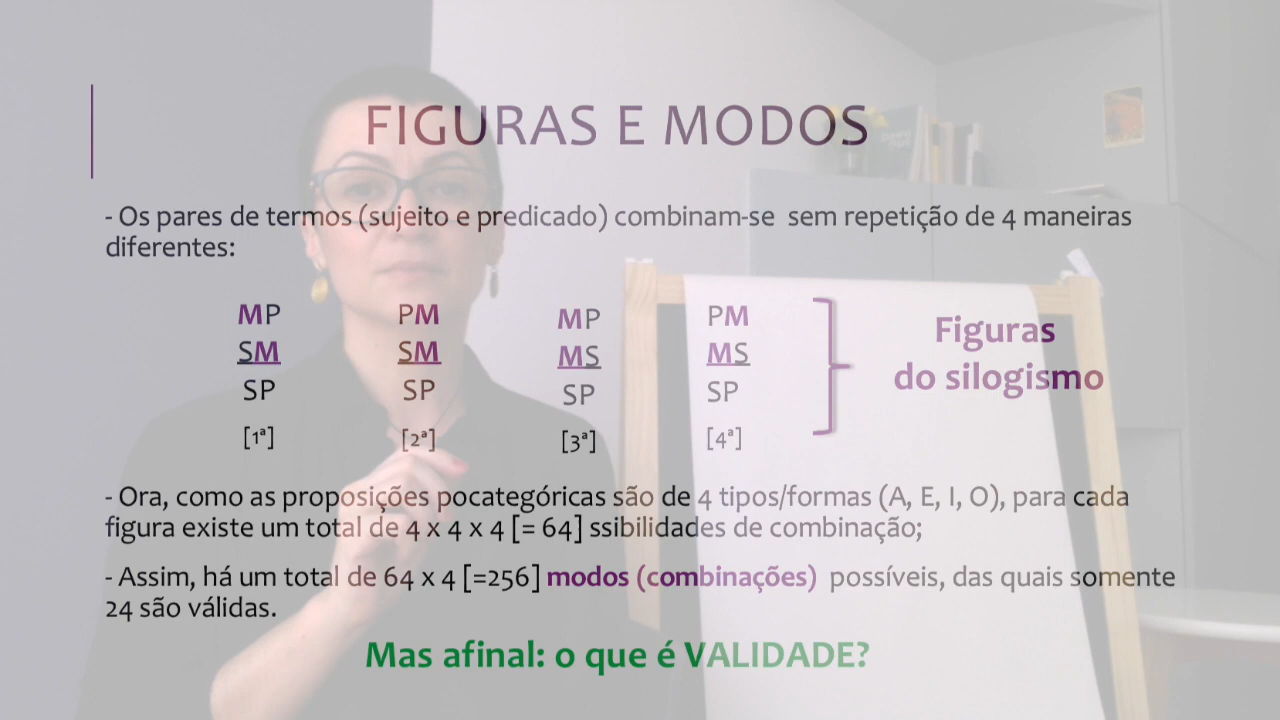 FIGURAS E MODOS
- Os pares de termos (sujeito e predicado) combinam-se sem repetição de 4 maneiras
diferentes:
MP PM MP PM
SM SM MS MS
SP SP SP SP
[1ª] [2ª] [3ª] [4ª]
Figuras
do silogismo
- Ora, como as proposições pocategóricas são de 4 tipos/formas (A, E, I, O), para cada
figura existe um total de 4 x 4 x 4 [= 64] ssibilidades de combinação;
- Assim, há um total de 64 x 4 [=256] modos (combinações) possíveis, das quais somente
24 são válidas.
Mas afinal: o que é VALIDADE?